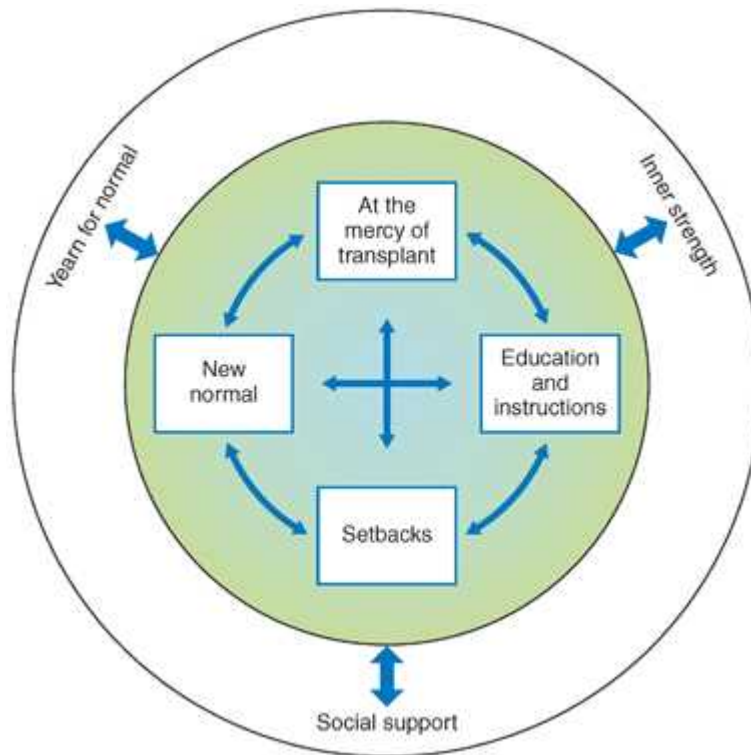 Yearn for normal
Inner strength
At the
mercy of
transplant
New
normal
Education
and
instructions
Setbacks
Social support